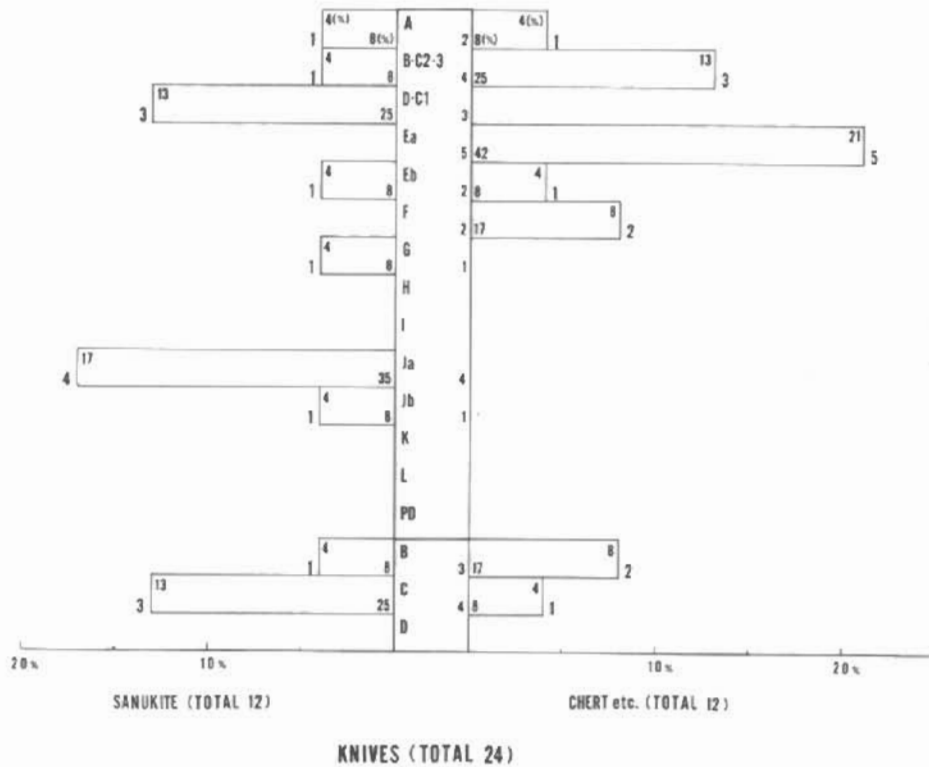 4(%) A 4(%)
1 8(%) 2 8(%) 1
4 B·C2·3 13
1 8 4 25 3
13 D·C1
3 25 3
Ea 21
5 42 5
4 Eb 4
1 8 2 8 1
F 8
2 17 2
4 G
1 8 1
H
I
17 Ja
4 35 4
4 Jb
1 8 1
K
L
PD
4 B 8
1 8 3 17 2
13 C 4
3 25 4 8 1
D
20% 10% 10% 20%
SANUKITE (TOTAL 12) CHERT etc. (TOTAL 12)
KNIVES (TOTAL 24)